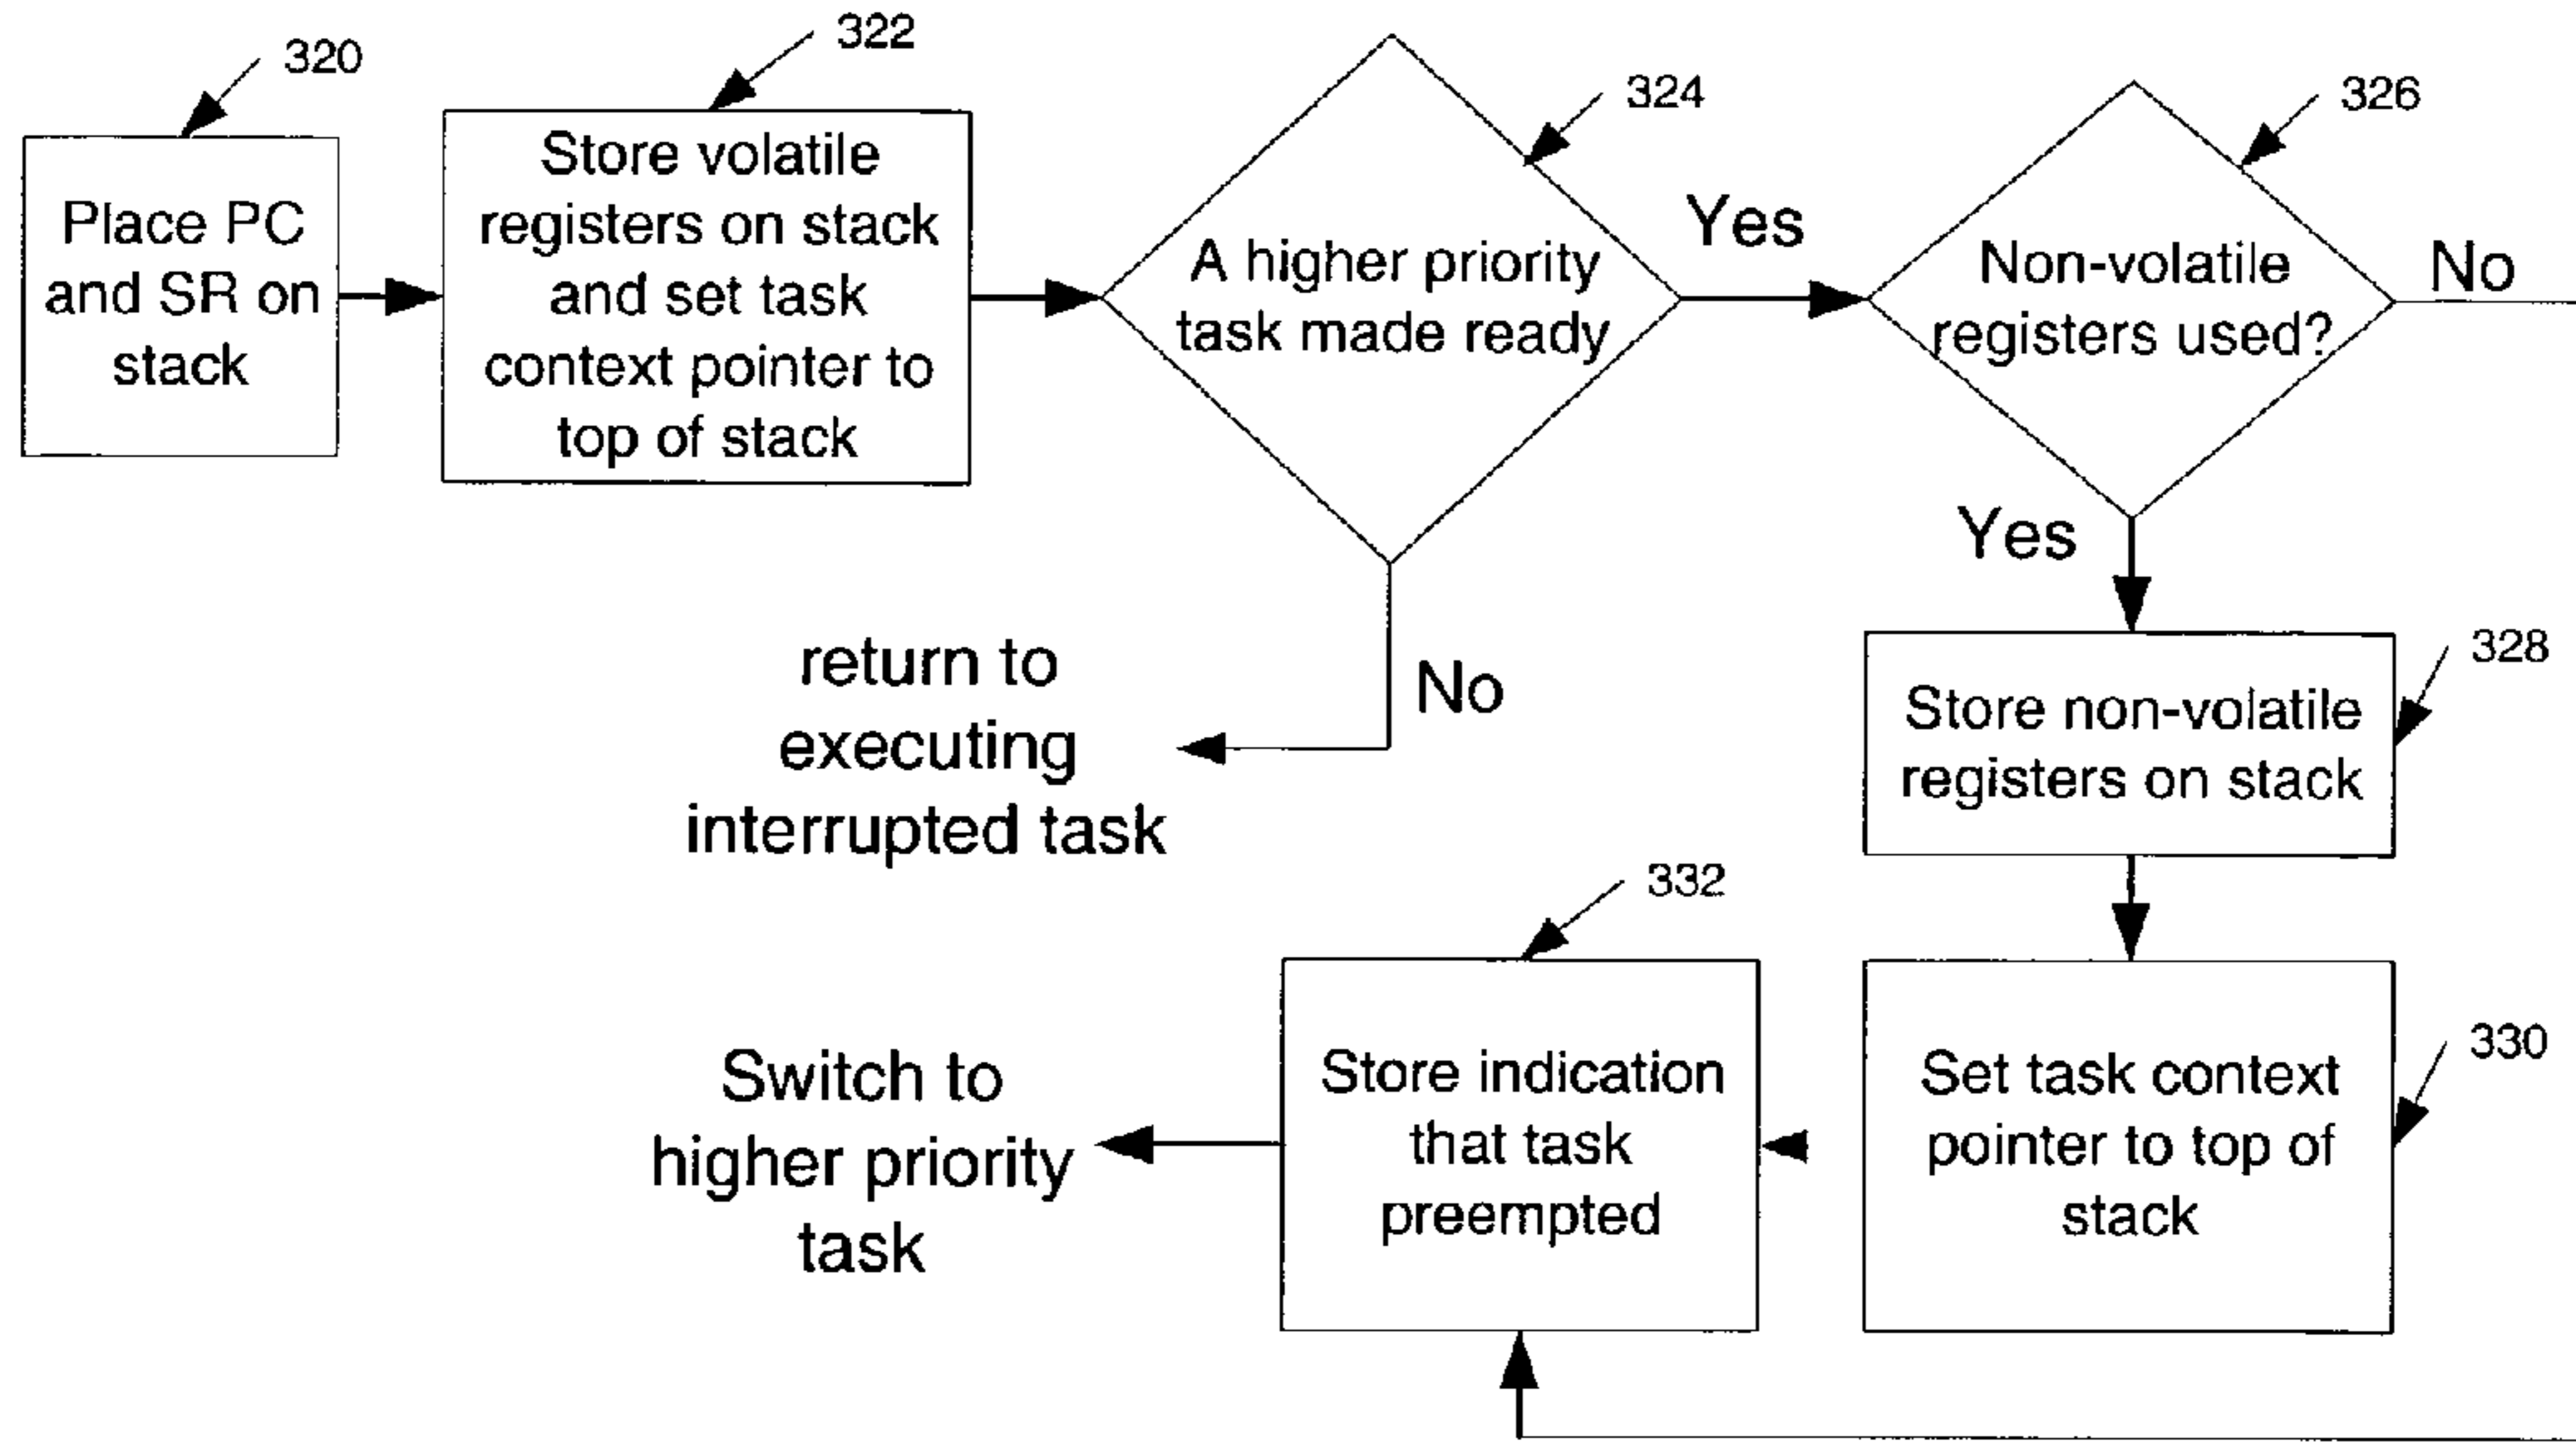 320
Place PC
and SR on
stack
322
Store volatile
registers on stack
and set task
context pointer to
top of stack
324
A higher priority
task made ready
Yes
No
return to
executing
interrupted task
326
Non-volatile
registers used?
No
Yes
328
Store non-volatile
registers on stack
330
Set task context
pointer to top of
stack
332
Store indication
that task
preempted
Switch to
higher priority
task